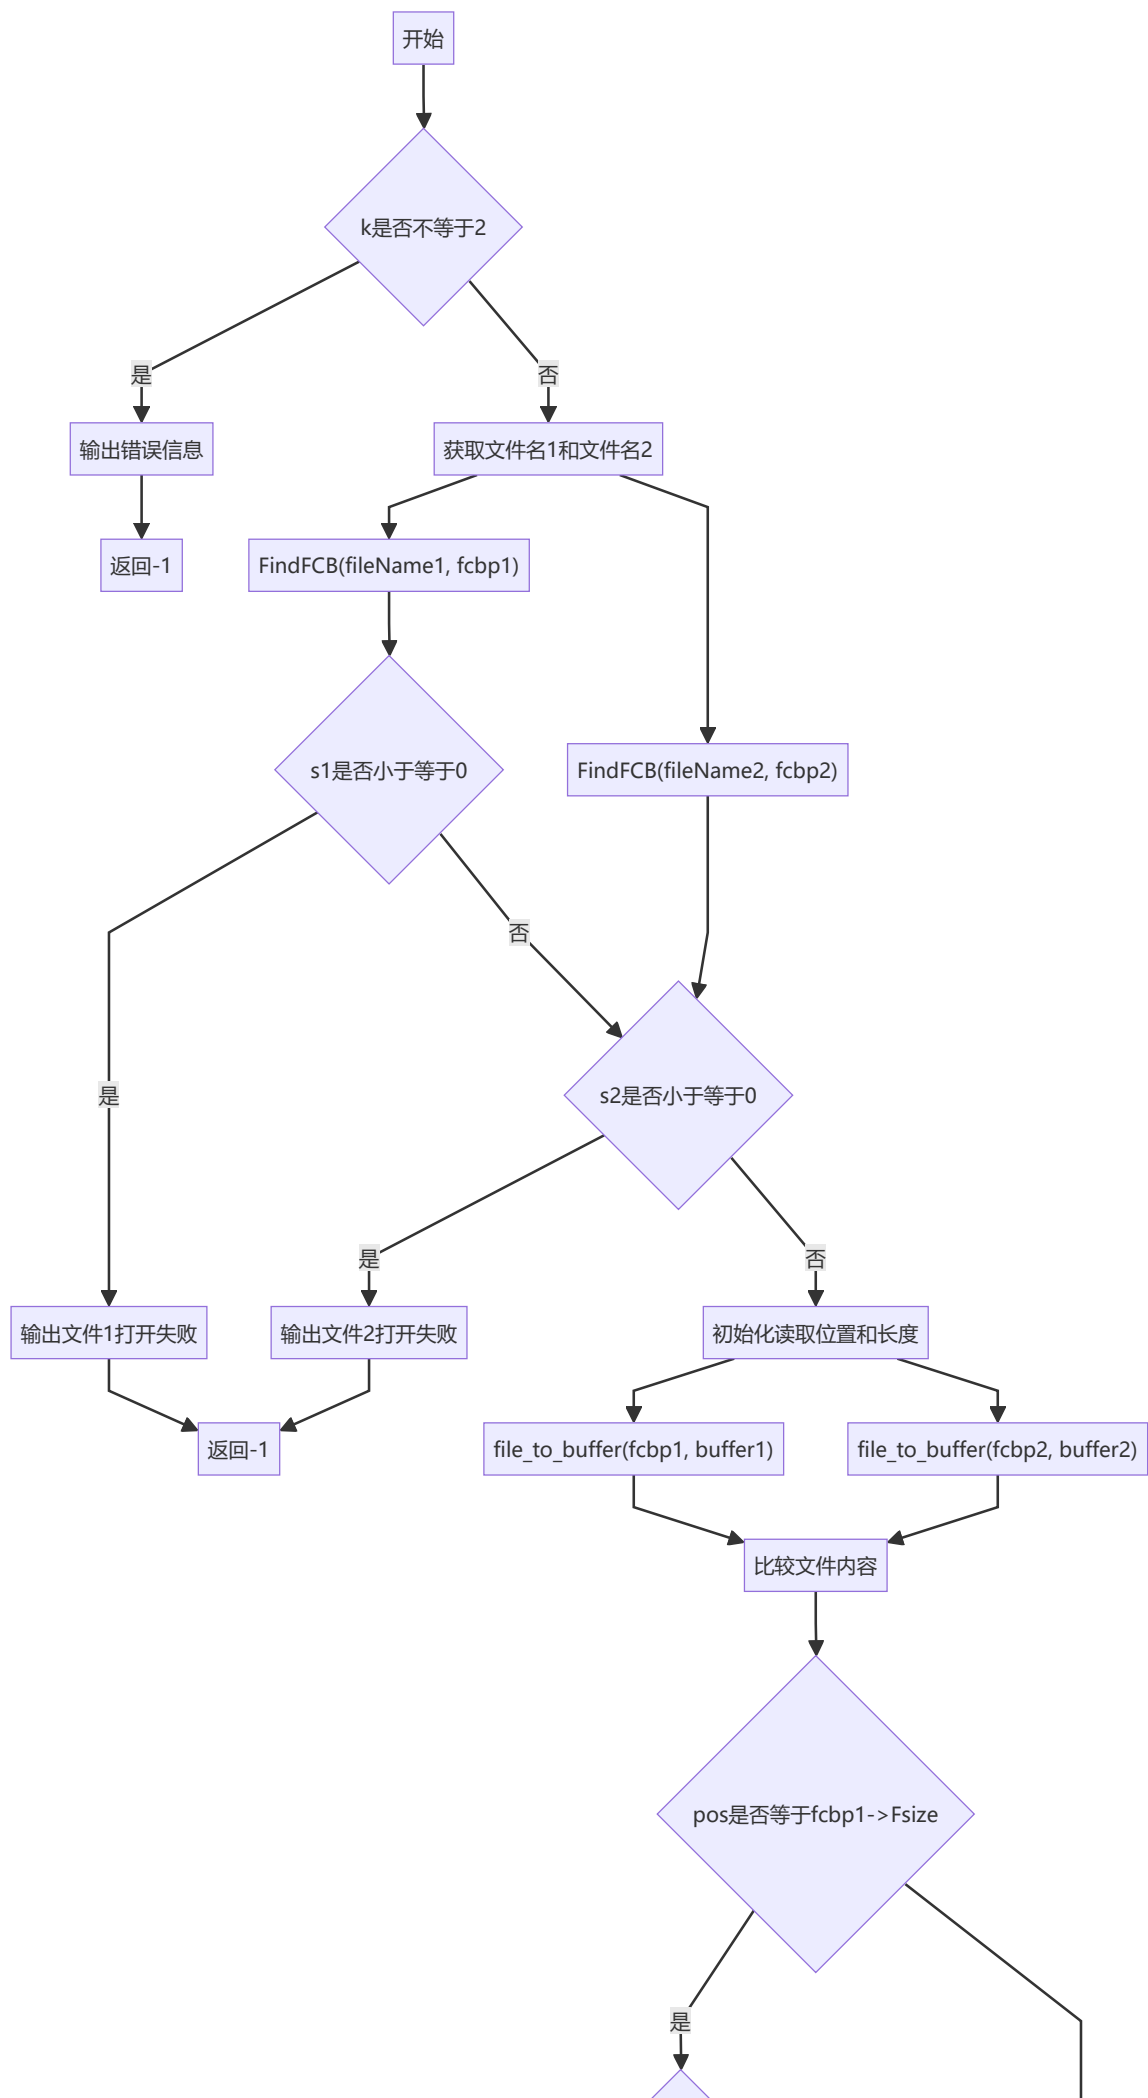 开始
k是否不等于2
是
否
输出错误信息
获取文件名1和文件名2
返回-1
FindFCB(fileName1, fcbp1)
s1是否小于等于0
FindFCB(fileName2, fcbp2)
否
是
s2是否小于等于0
是
否
输出文件1打开失败
输出文件2打开失败
初始化读取位置和长度
返回-1
file_to_buffer(fcbp1, buffer1)
file_to_buffer(fcbp2, buffer2)
比较文件内容
pos是否等于fcbp1->Fsize
是